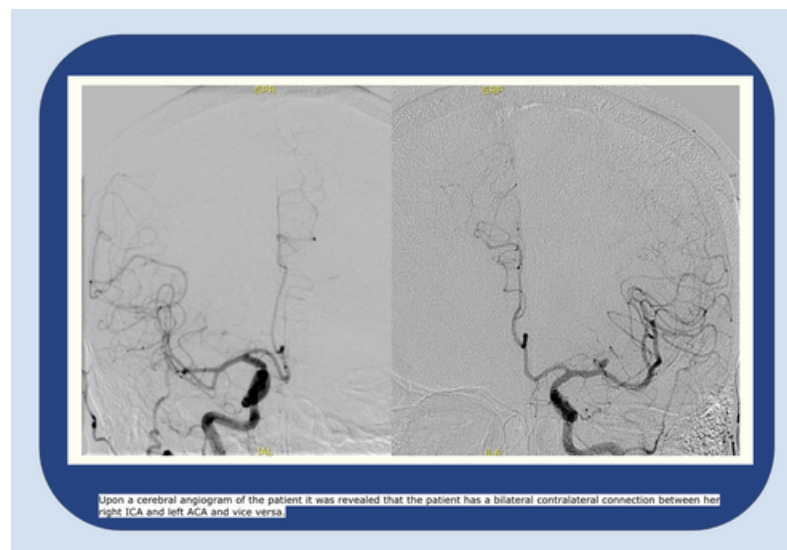 Upon a cerebral angiogram of the patient it was revealed that the patient has a bilateral contralateral connection between her
right ICA and left ACA and vice versa.